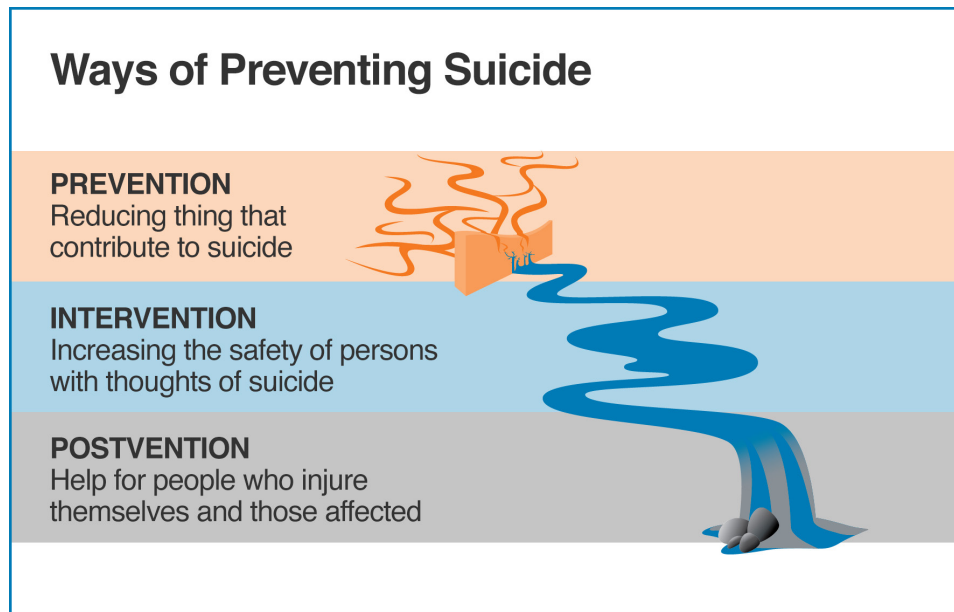 Ways of Preventing Suicide
PREVENTION
Reducing thing that
contribute to suicide
INTERVENTION
Increasing the safety of persons
with thoughts of suicide
POSTVENTION
Help for people who injure
themselves and those affected